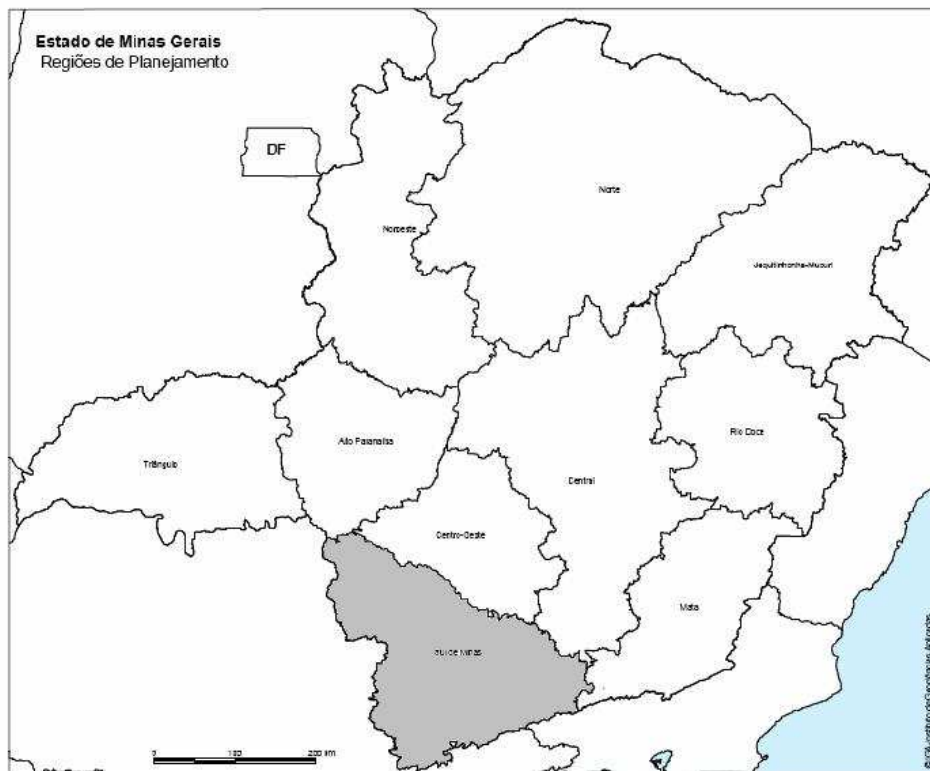 Estado de Minas Gerais
Regiões de Planejamento
DF
Norte
Noroeste
Jequitinhonha-Mucuri
Alto Paranaíba
Rio Doce
Triângulo
Central
Centro-Oeste
Mata
Sul de Minas
0 100 200 km